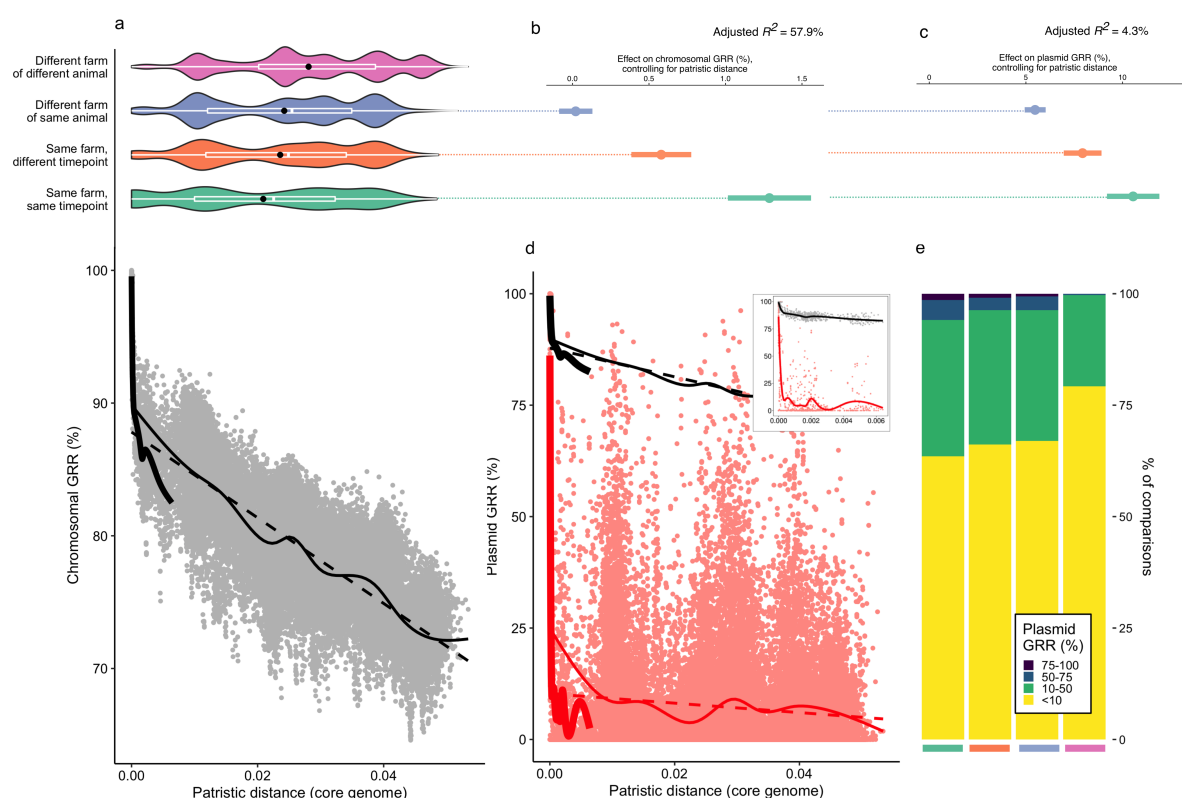 a
b
c
Adjusted R² = 57.9%
Adjusted R² = 4.3%
Effect on chromosomal GRR (%),
controlling for patristic distance
0.0
0.5
1.0
1.5
Effect on plasmid GRR (%),
controlling for patristic distance
0
5
10
Different farm
of different animal
Different farm
of same animal
Same farm,
different timepoint
Same farm,
same timepoint
100
90
80
70
Chromosomal GRR (%)
0.00
0.02
0.04
Patristic distance (core genome)
d
100
75
50
25
0
Plasmid GRR (%)
0.00
0.02
0.04
Patristic distance (core genome)
100
75
50
25
0
0.000
0.002
0.004
0.006
e
100
75
50
25
0
% of comparisons
Plasmid
GRR (%)
75-100
50-75
10-50
<10